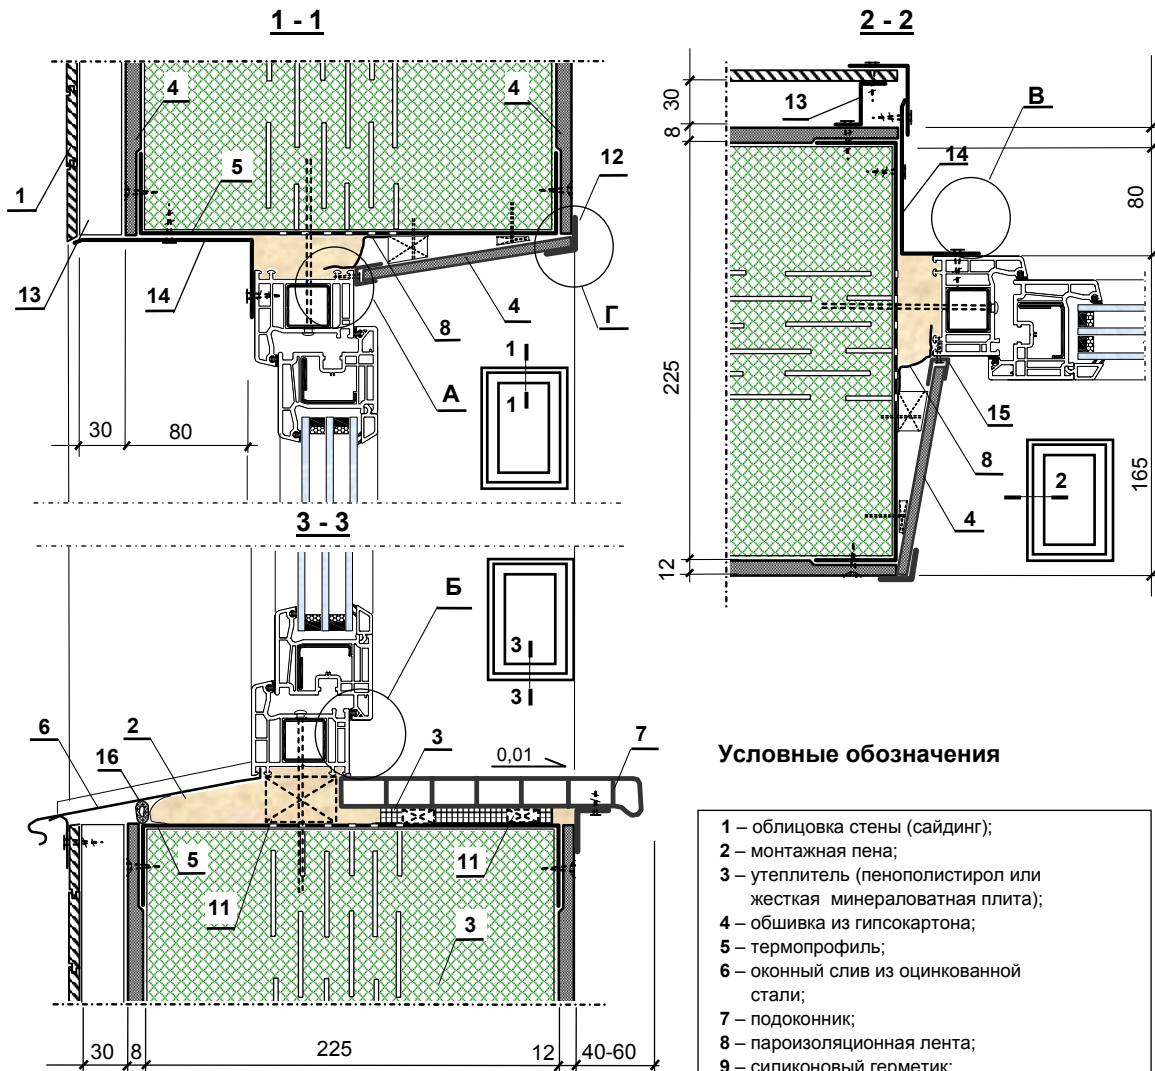 1 - 1
4
4
5
12
1
13
14
8
4
Г
А
1
1
30
80
2 - 2
30
8
13
В
14
80
225
15
8
2
4
165
12
3 - 3
Б
3
3
6
16
2
3
0,01
7
5
11
11
3
30
8
225
12
40-60
Условные обозначения
1 – облицовка стены (сайдинг);
2 – монтажная пена;
3 – утеплитель (пенополистирол или
жесткая минераловатная плита);
4 – обшивка из гипсокартона;
5 – термопрофиль;
6 – оконный слив из оцинкованной
стали;
7 – подоконник;
8 – пароизоляционная лента;
9 – силиконовый герметик;